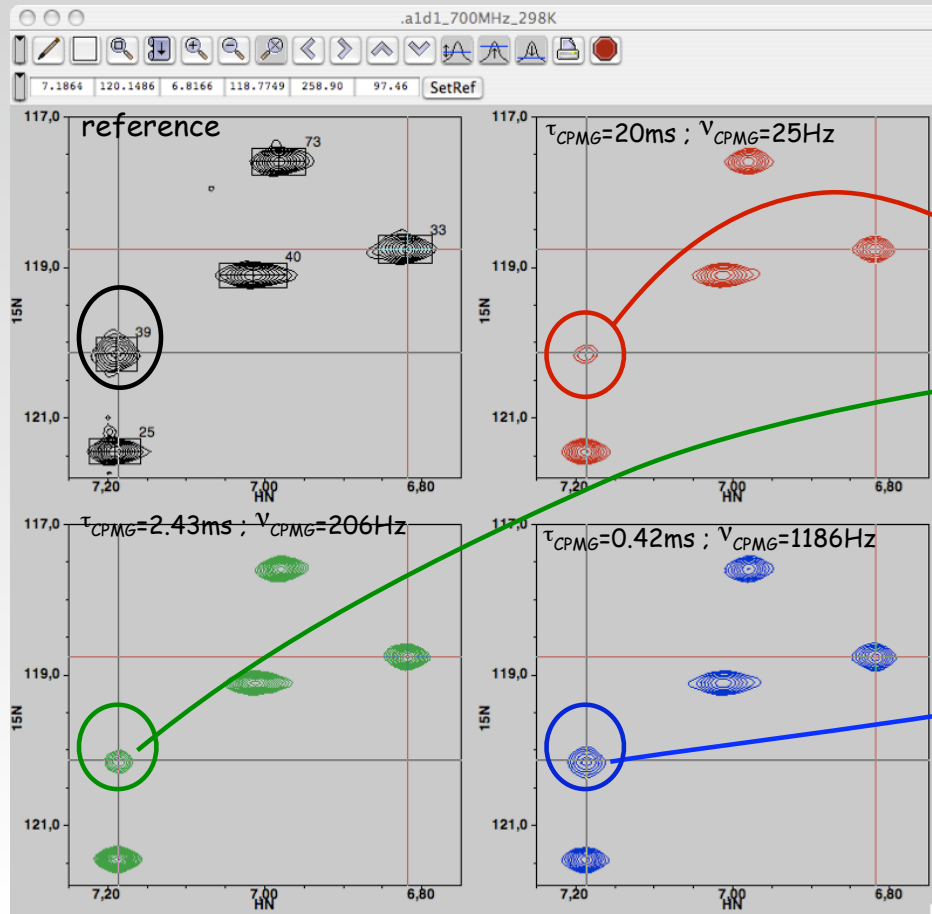 .a1d1_700MHz_298K
7.1864 120.1486 6.8166 118.7749 258.90 97.46 SetRef
reference
117,0
119,0
121,0
15N
73
33
40
39
25
7,20 7,00 6,80
HN
τCPMG=20ms ; νCPMG=25Hz
117,0
119,0
121,0
15N
7,20 7,00 6,80
HN
τCPMG=2.43ms ; νCPMG=206Hz
117,0
119,0
121,0
15N
7,20 7,00 6,80
HN
τCPMG=0.42ms ; νCPMG=1186Hz
117,0
119,0
121,0
15N
7,20 7,00 6,80
HN